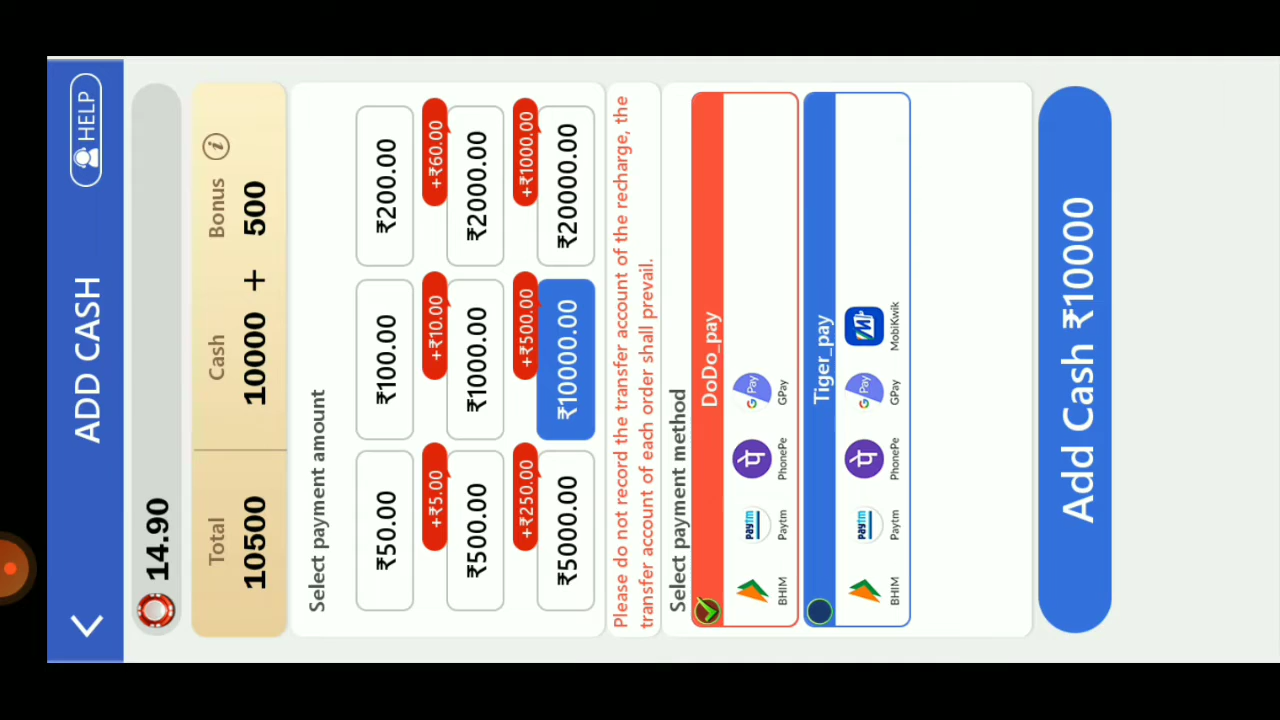 ADD CASH
HELP
14.90
Total Cash Bonus i
10500 10000 + 500
Select payment amount
₹50.00 ₹100.00 ₹200.00
+₹5.00 +₹10.00 +₹60.00
₹500.00 ₹1000.00 ₹2000.00
+₹250.00 +₹500.00 +₹1000.00
₹5000.00 ₹10000.00 ₹20000.00
Please do not record the transfer account of the recharge, the
transfer account of each order shall prevail.
Select payment method
DoDo_pay
पे paytm G Pay
BHIM Paytm PhonePe GPay
Tiger_pay
paytm पे G Pay M
BHIM Paytm PhonePe GPay MobiKwik
Add Cash ₹10000